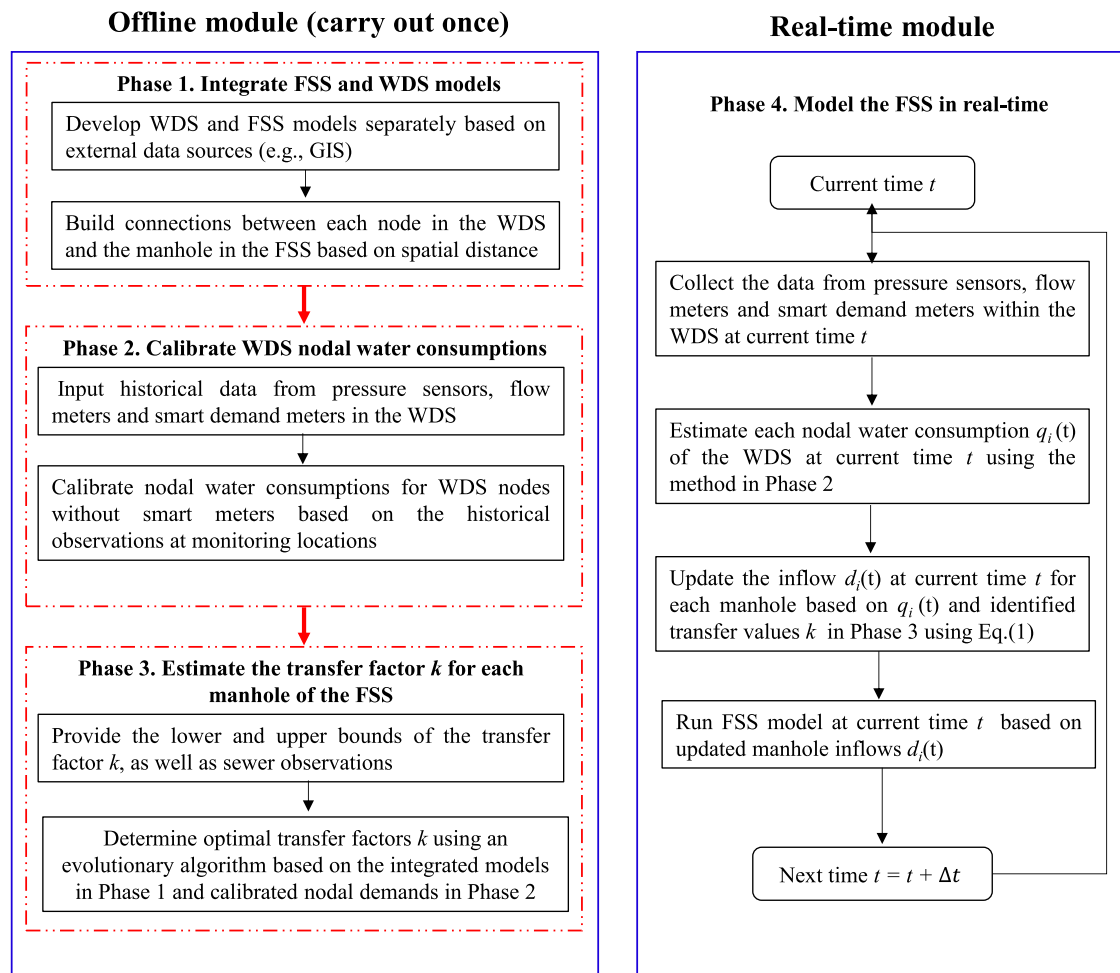 Offline module (carry out once)
Phase 1. Integrate FSS and WDS models
Develop WDS and FSS models separately based on
external data sources (e.g., GIS)
Build connections between each node in the WDS
and the manhole in the FSS based on spatial distance
Phase 2. Calibrate WDS nodal water consumptions
Input historical data from pressure sensors, flow
meters and smart demand meters in the WDS
Calibrate nodal water consumptions for WDS nodes
without smart meters based on the historical
observations at monitoring locations
Phase 3. Estimate the transfer factor k for each
manhole of the FSS
Provide the lower and upper bounds of the transfer
factor k, as well as sewer observations
Determine optimal transfer factors k using an
evolutionary algorithm based on the integrated models
in Phase 1 and calibrated nodal demands in Phase 2
Real-time module
Phase 4. Model the FSS in real-time
Current time t
Collect the data from pressure sensors, flow
meters and smart demand meters within the
WDS at current time t
Estimate each nodal water consumption q_i (t)
of the WDS at current time t using the
method in Phase 2
Update the inflow d_i(t) at current time t for
each manhole based on q_i (t) and identified
transfer values k in Phase 3 using Eq.(1)
Run FSS model at current time t based on
updated manhole inflows d_i(t)
Next time t = t + Δt